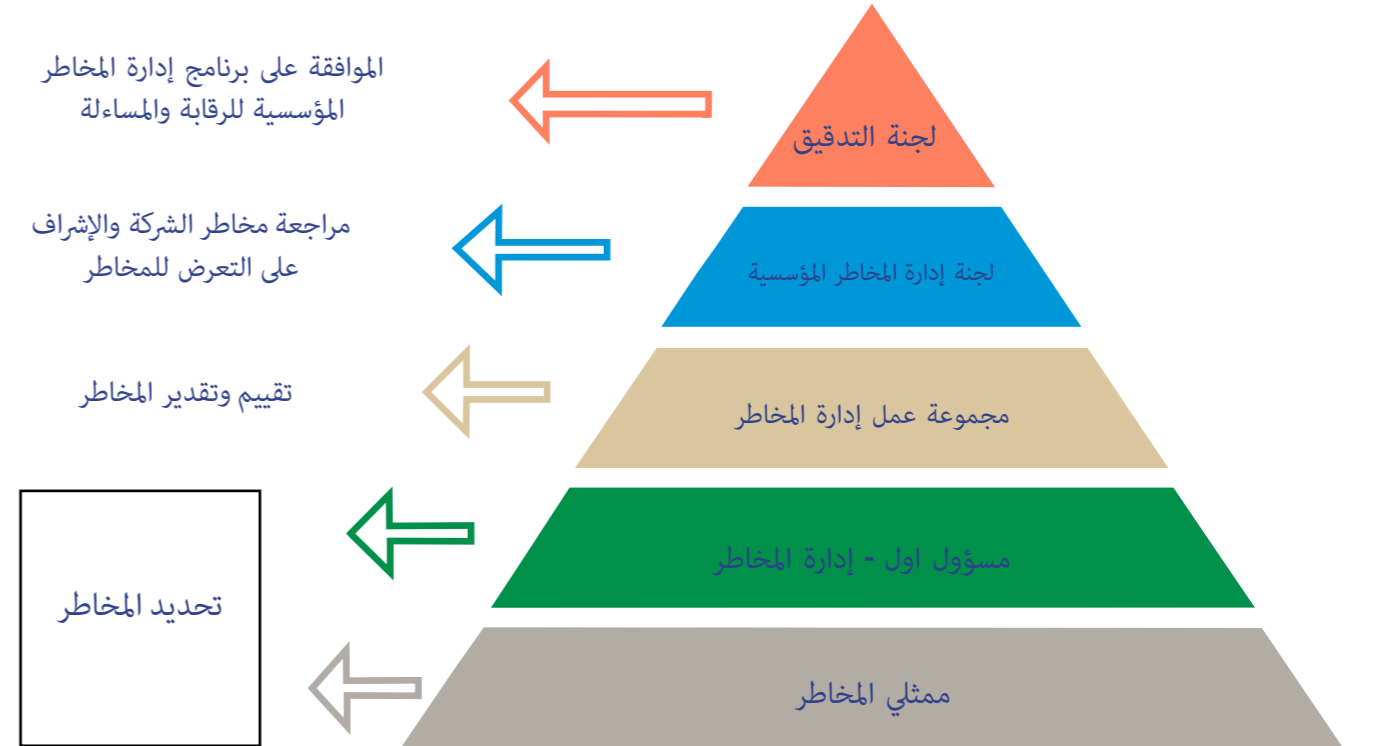 لجنة التدقيق
الموافقة على برنامج إدارة المخاطر
المؤسسية للرقابة والمساءلة
لجنة إدارة المخاطر المؤسسية
مراجعة مخاطر الشركة والإشراف
على التعرض للمخاطر
مجموعة عمل إدارة المخاطر
تقييم وتقدير المخاطر
مسؤول اول - إدارة المخاطر
تحديد المخاطر
ممثلي المخاطر